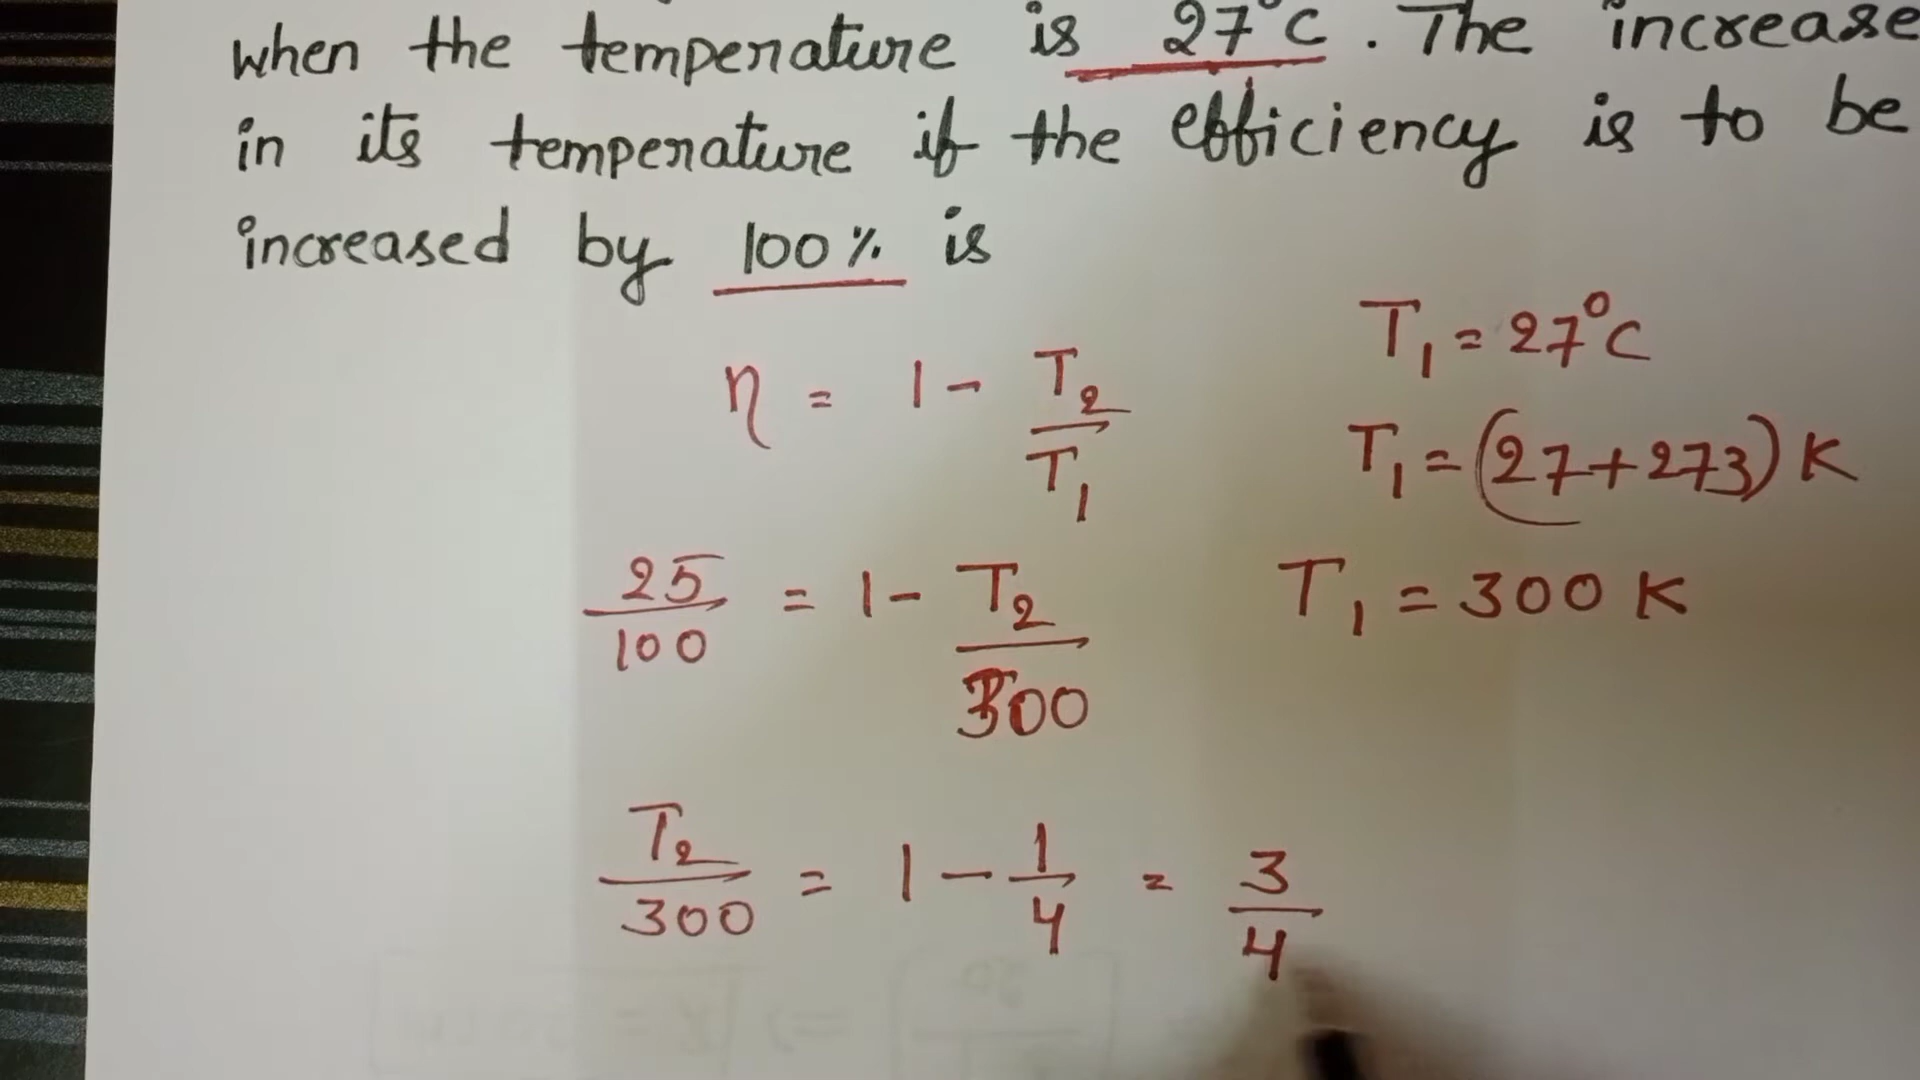 when the temperature is 27°C. The increase
in its temperature if the efficiency is to be
increased by 100% is
T₁ = 27°C
η = 1 - T₂/T₁
T₁ = (27+273) K
25/100 = 1 - T₂/300
T₁ = 300 K
T₂/300 = 1 - 1/4 = 3/4